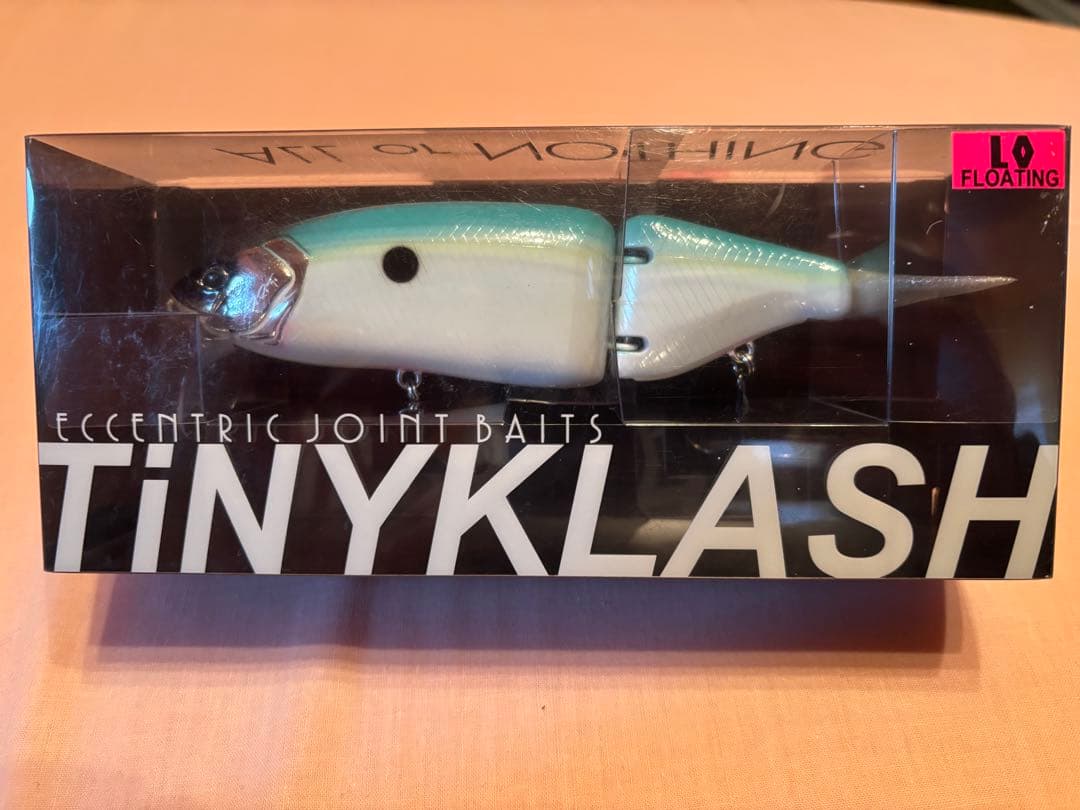 ALL OR NOTHING
LO
FLOATING
ECCENTRIC JOINT BAITS
TiNYKLASH